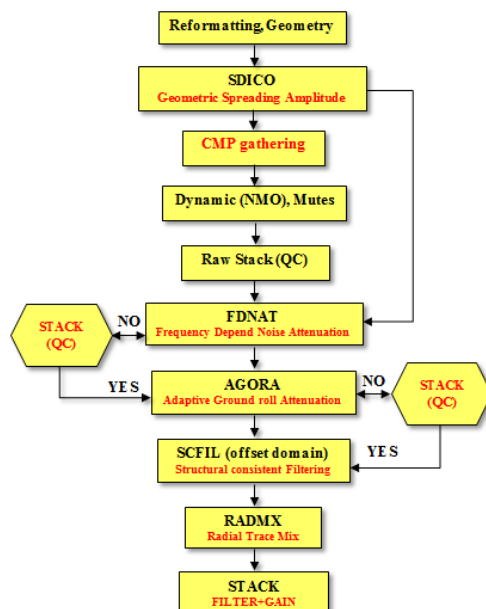 Reformatting, Geometry
SDICO
Geometric Spreading Amplitude
CMP gathering
Dynamic (NMO), Mutes
Raw Stack (QC)
STACK
(QC)
NO
FDNAT
Frequency Depend Noise Attenuation
YES
AGORA
Adaptive Ground roll Attenuation
NO
STACK
(QC)
SCFIL (offset domain)
Structural consistent Filtering
YES
RADMX
Radial Trace Mix
STACK
FILTER+GAIN